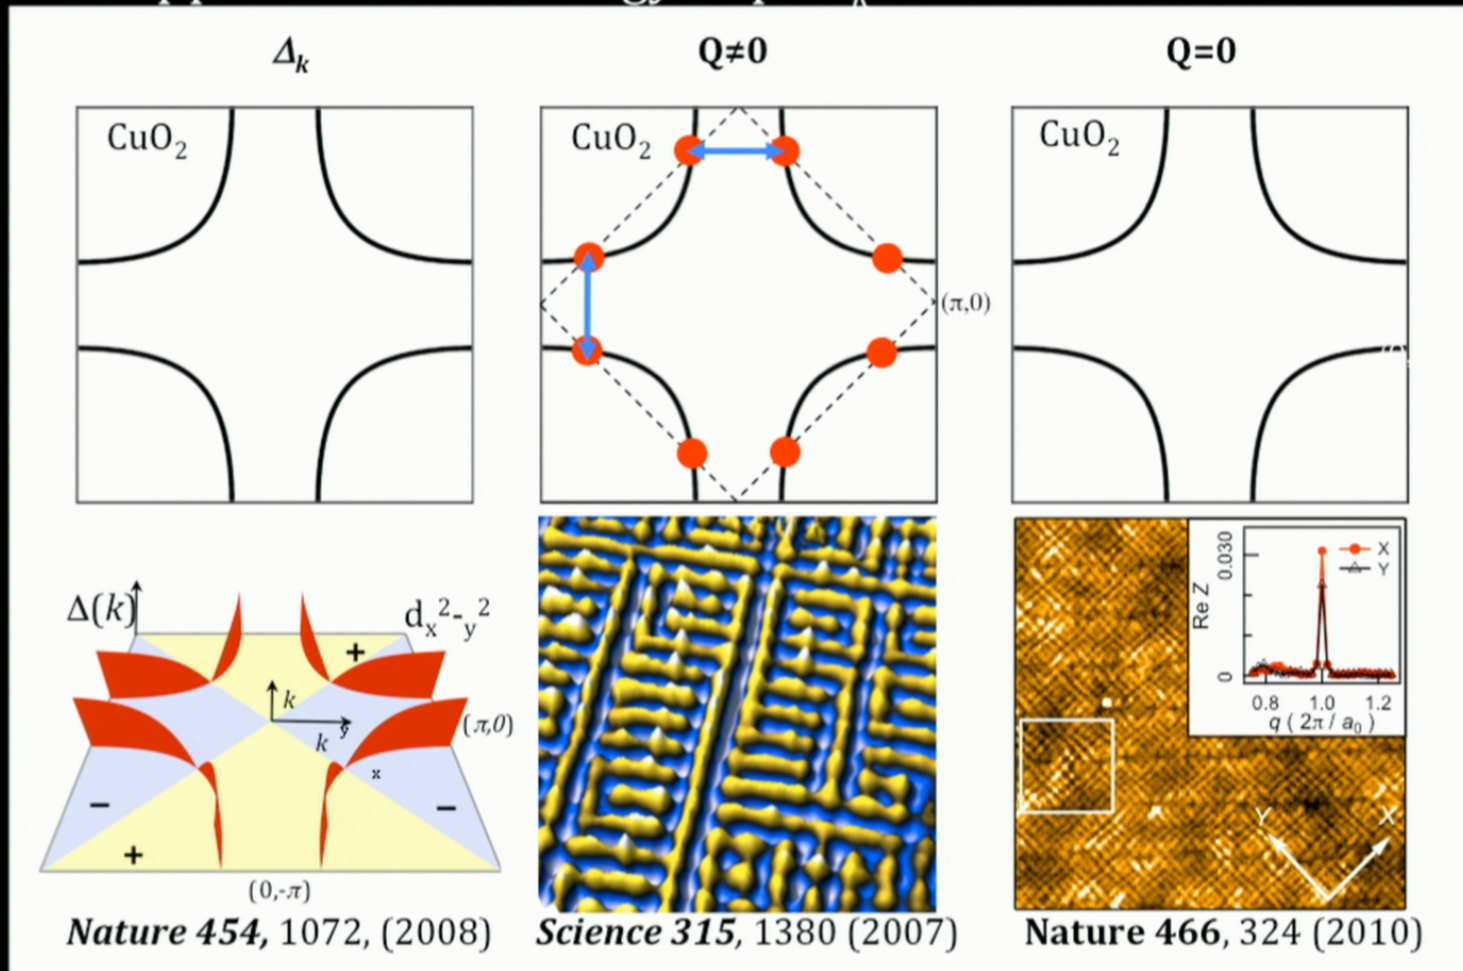 Δk
Q≠0
Q=0
CuO2
CuO2
CuO2
(π,0)
Δ(k)
dx²-y²
+
k
y
(π,0)
k
x
−
−
+
(0,-π)
0.030
X
Y
Re Z
0
0.8 1.0 1.2
q ( 2π / a0 )
Y
X
Nature 454, 1072, (2008)
Science 315, 1380 (2007)
Nature 466, 324 (2010)